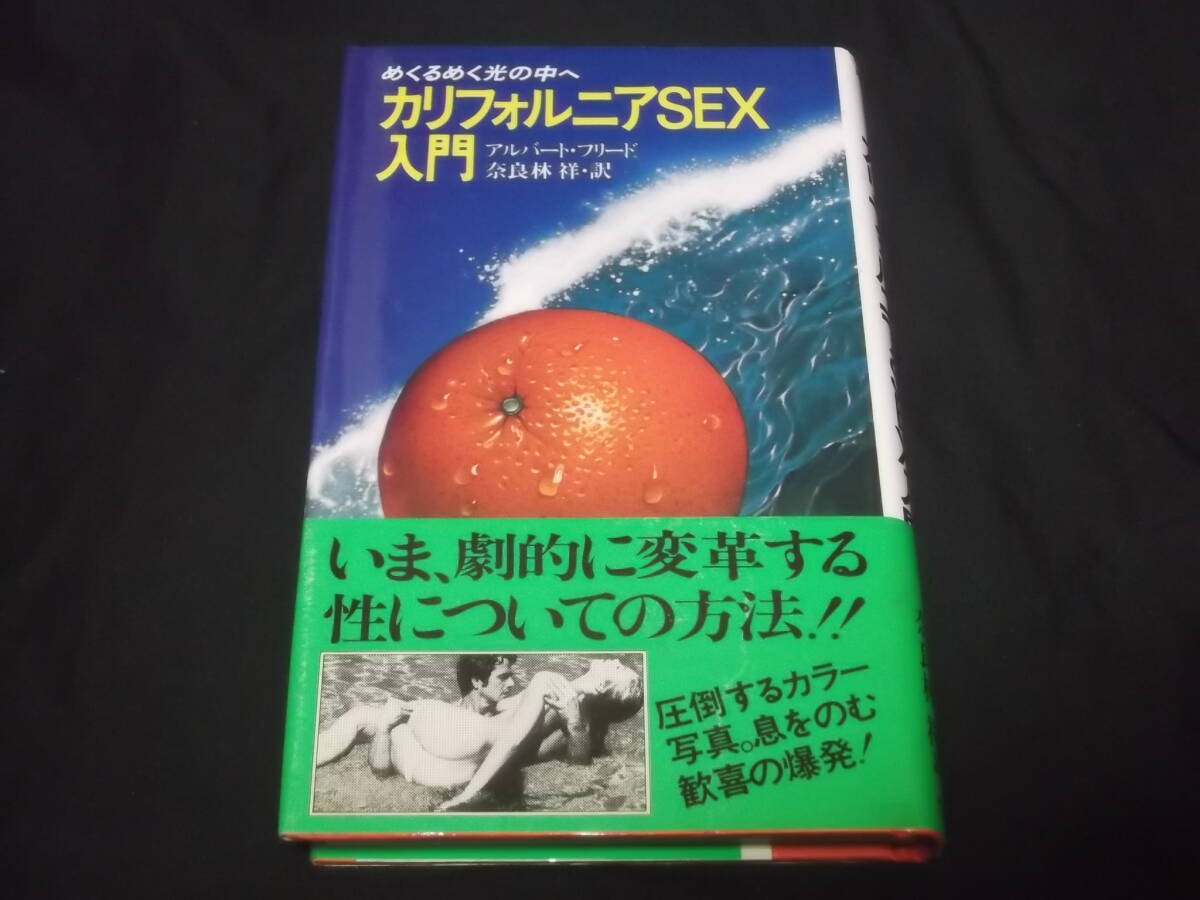 めくるめく光の中へ
カリフォルニアSEX
入門
アルバート・フリード
奈良林 祥・訳
いま、劇的に変革する
性についての方法!!
圧倒するカラー
写真。息をのむ
歓喜の爆発!